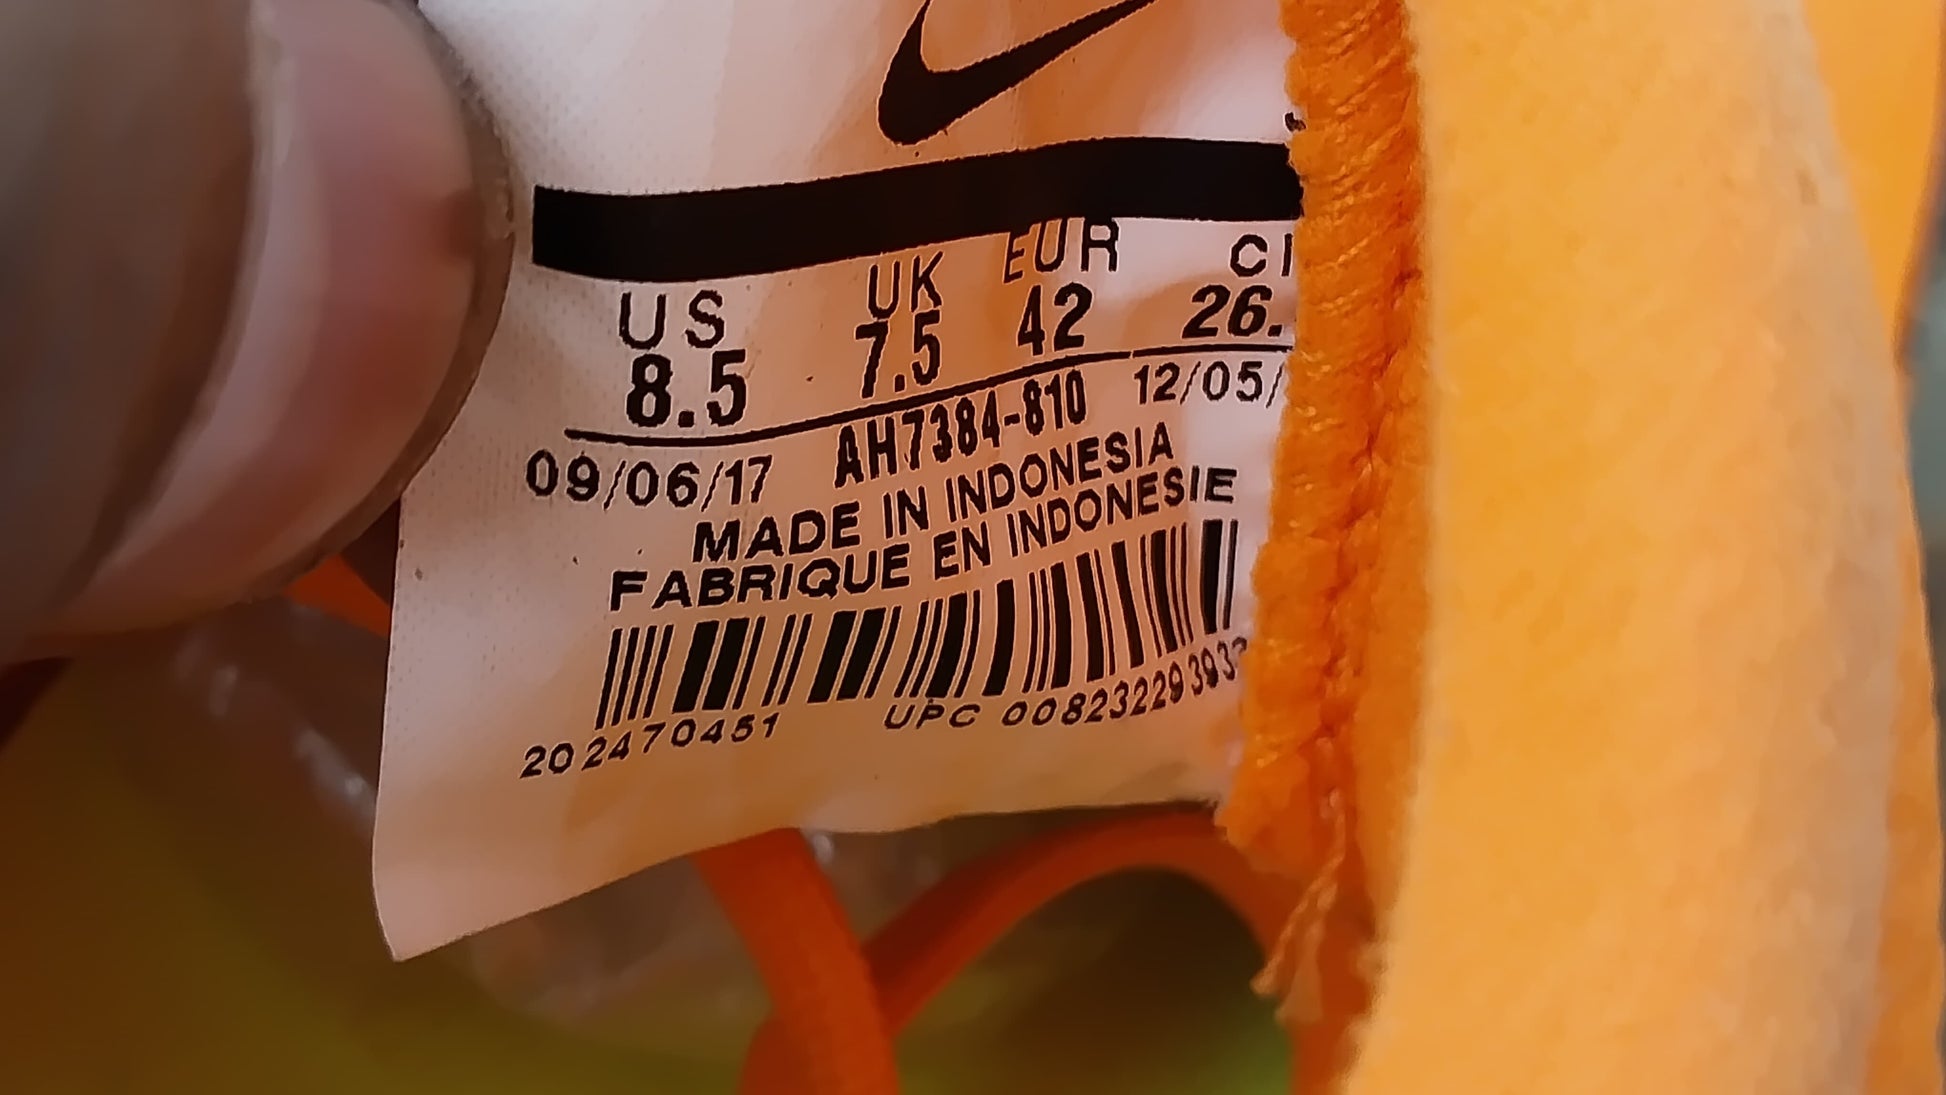 US UK EUR C
8.5 7.5 42 26.
09/06/17 AH7384-810 12/05/
MADE IN INDONESIA
FABRIQUE EN INDONESIE
202470451 UPC 00823229393